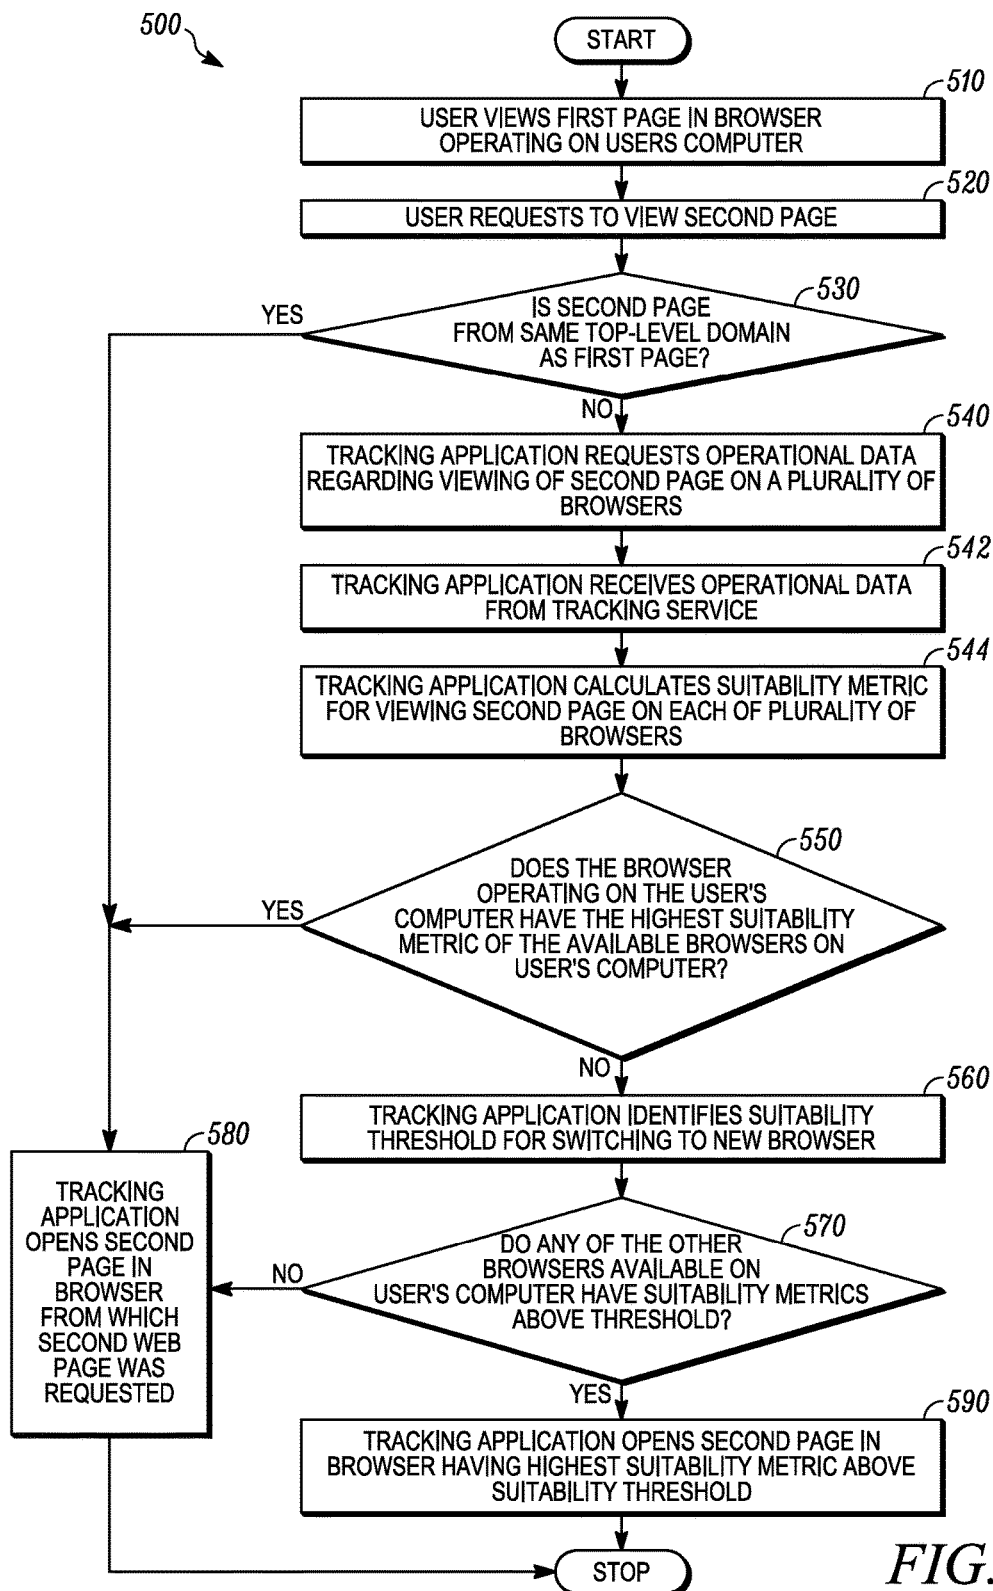 500
START
510
USER VIEWS FIRST PAGE IN BROWSER
OPERATING ON USERS COMPUTER
520
USER REQUESTS TO VIEW SECOND PAGE
530
IS SECOND PAGE
FROM SAME TOP-LEVEL DOMAIN
AS FIRST PAGE?
YES
NO
540
TRACKING APPLICATION REQUESTS OPERATIONAL DATA
REGARDING VIEWING OF SECOND PAGE ON A PLURALITY OF
BROWSERS
542
TRACKING APPLICATION RECEIVES OPERATIONAL DATA
FROM TRACKING SERVICE
544
TRACKING APPLICATION CALCULATES SUITABILITY METRIC
FOR VIEWING SECOND PAGE ON EACH OF PLURALITY OF
BROWSERS
550
DOES THE BROWSER
OPERATING ON THE USER'S
COMPUTER HAVE THE HIGHEST SUITABILITY
METRIC OF THE AVAILABLE BROWSERS ON
USER'S COMPUTER?
YES
NO
560
TRACKING APPLICATION IDENTIFIES SUITABILITY
THRESHOLD FOR SWITCHING TO NEW BROWSER
570
DO ANY OF THE OTHER
BROWSERS AVAILABLE ON
USER'S COMPUTER HAVE SUITABILITY METRICS
ABOVE THRESHOLD?
NO
YES
580
TRACKING
APPLICATION
OPENS SECOND
PAGE IN
BROWSER
FROM WHICH
SECOND WEB
PAGE WAS
REQUESTED
590
TRACKING APPLICATION OPENS SECOND PAGE IN
BROWSER HAVING HIGHEST SUITABILITY METRIC ABOVE
SUITABILITY THRESHOLD
STOP
FIG.